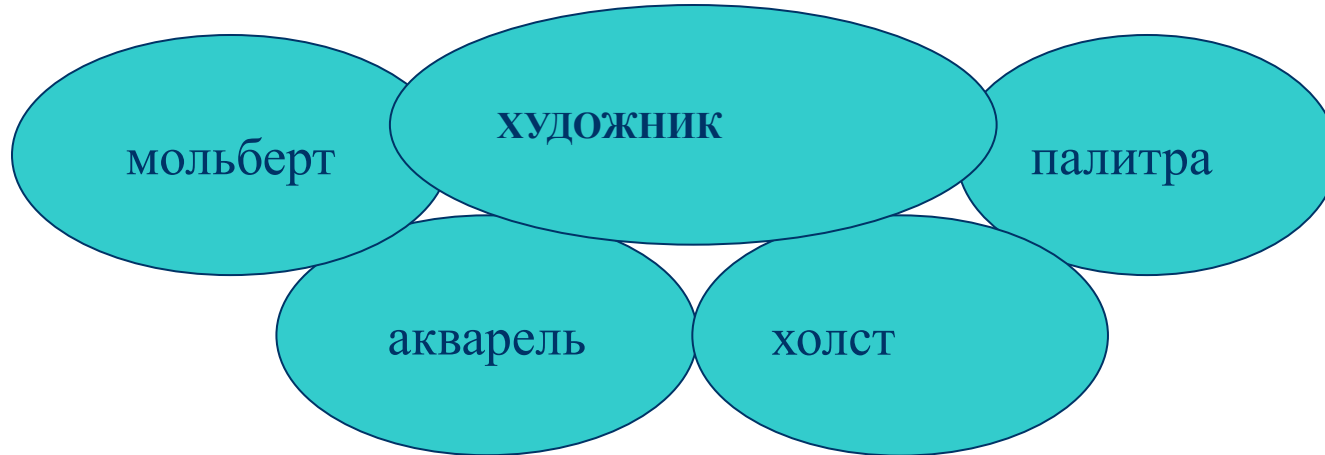 ХУДОЖНИК
мольберт
палитра
акварель
холст